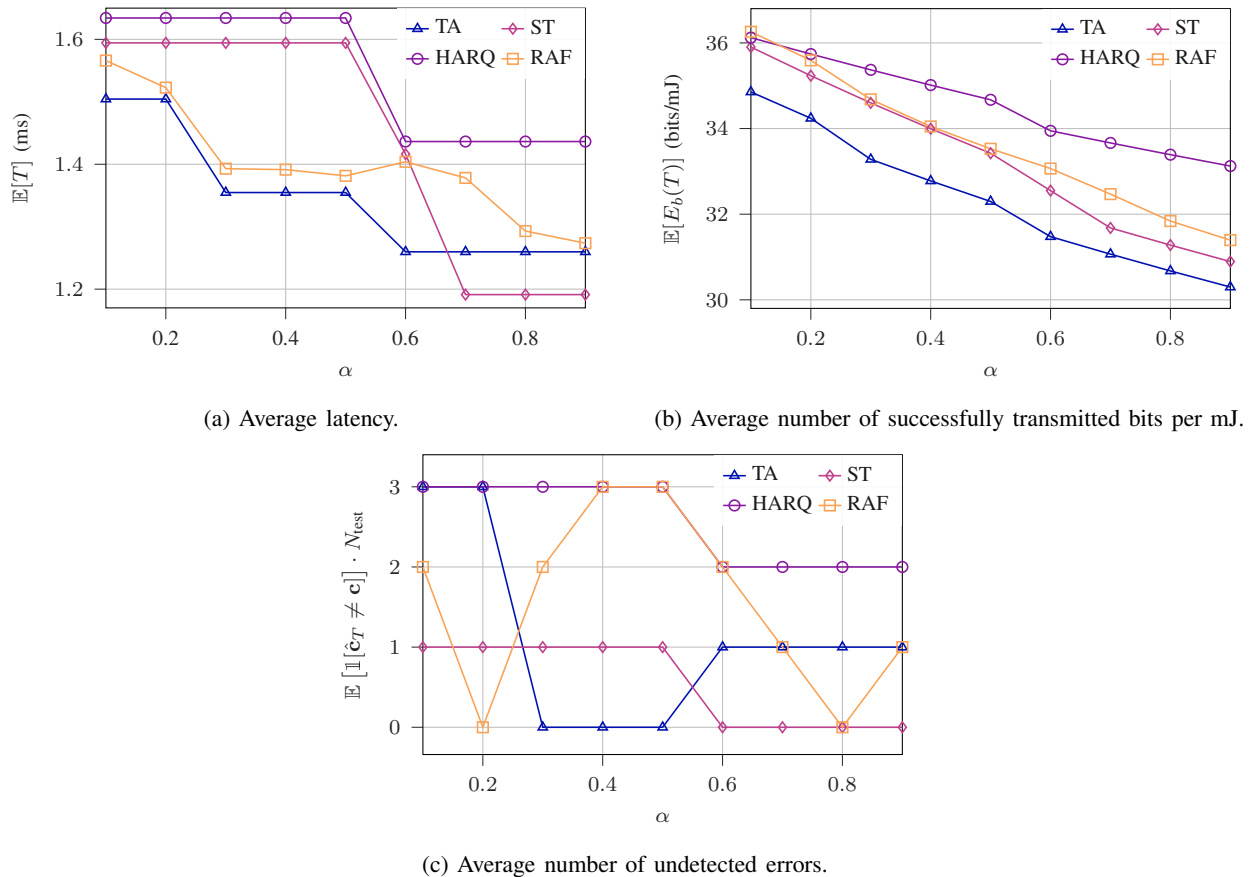 TA ST
HARQ RAF
1.6
1.4
1.2
𝔼[T] (ms)
0.2 0.4 0.6 0.8
α
(a) Average latency.
TA ST
HARQ RAF
36
34
32
30
𝔼[E_b(T)] (bits/mJ)
0.2 0.4 0.6 0.8
α
(b) Average number of successfully transmitted bits per mJ.
TA ST
HARQ RAF
3
2
1
0
𝔼 [𝟙[ĉ_T ≠ c]] · N_test
0.2 0.4 0.6 0.8
α
(c) Average number of undetected errors.